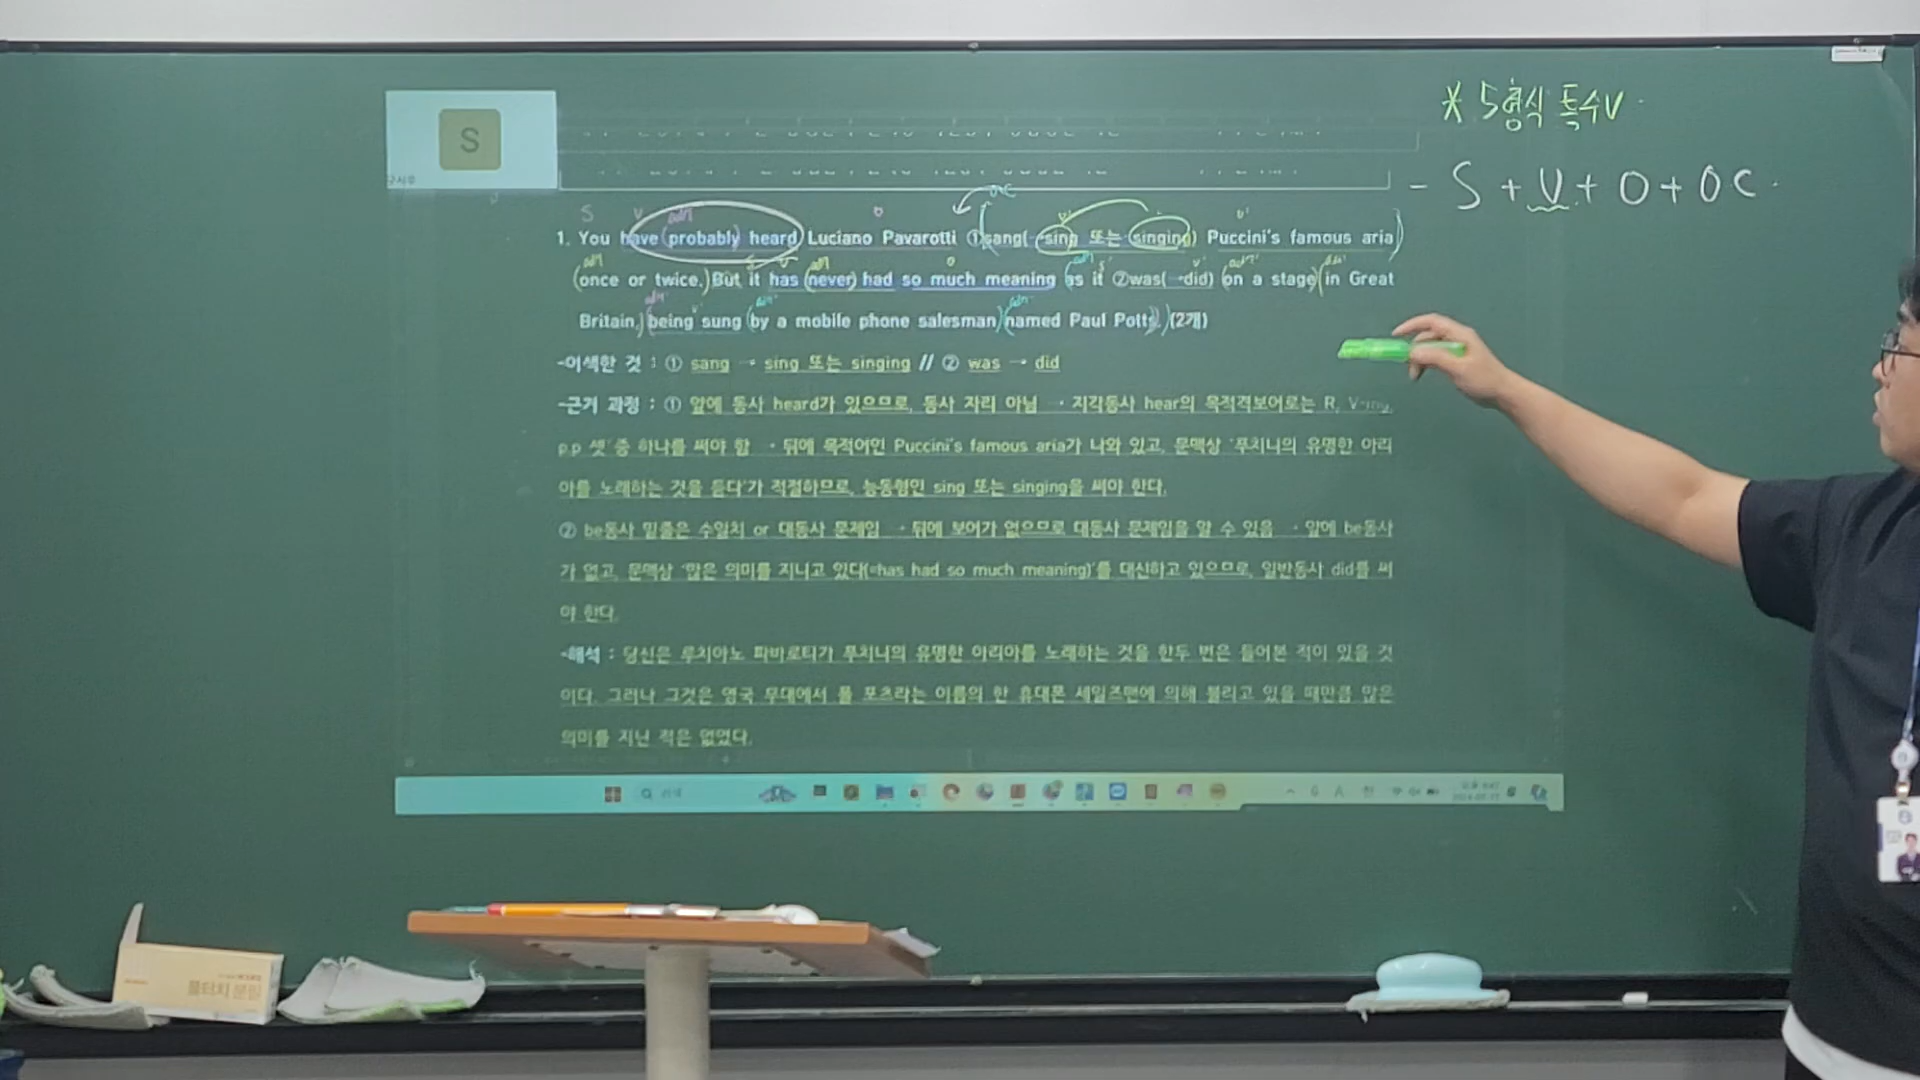 * 5형식 특수V
- S + V + O + OC
S
구시우
S V adv O OC V' V'
1. You have (probably) heard Luciano Pavarotti ①sang(→sing 또는 singing) Puccini's famous aria
(once or twice.) But it has (never) had so much meaning as it ②was(→did) (on a stage)(in Great
Britain,) (being sung (by a mobile phone salesman)(named Paul Potts.)) (2개)
-어색한 것 : ① sang → sing 또는 singing // ② was → did
-근거 과정 : ① 앞에 동사 heard가 있으므로, 동사 자리 아님 → 지각동사 hear의 목적격보어로는 R, V-ing,
p.p 셋 중 하나를 써야 함 → 뒤에 목적어인 Puccini's famous aria가 나와 있고, 문맥상 '푸치니의 유명한 아리
아를 노래하는 것을 듣다'가 적절하므로, 능동형인 sing 또는 singing을 써야 한다.
② be동사 밑줄은 수일치 or 대동사 문제임 → 뒤에 보어가 없으므로 대동사 문제임을 알 수 있음 → 앞에 be동사
가 없고, 문맥상 '많은 의미를 지니고 있다(=has had so much meaning)'를 대신하고 있으므로, 일반동사 did를 써
야 한다.
-해석 : 당신은 루치아노 파바로티가 푸치니의 유명한 아리아를 노래하는 것을 한두 번은 들어본 적이 있을 것
이다. 그러나 그것은 영국 무대에서 폴 포츠라는 이름의 한 휴대폰 세일즈맨에 의해 불리고 있을 때만큼 많은
의미를 지닌 적은 없었다.
검색
물터치 분필